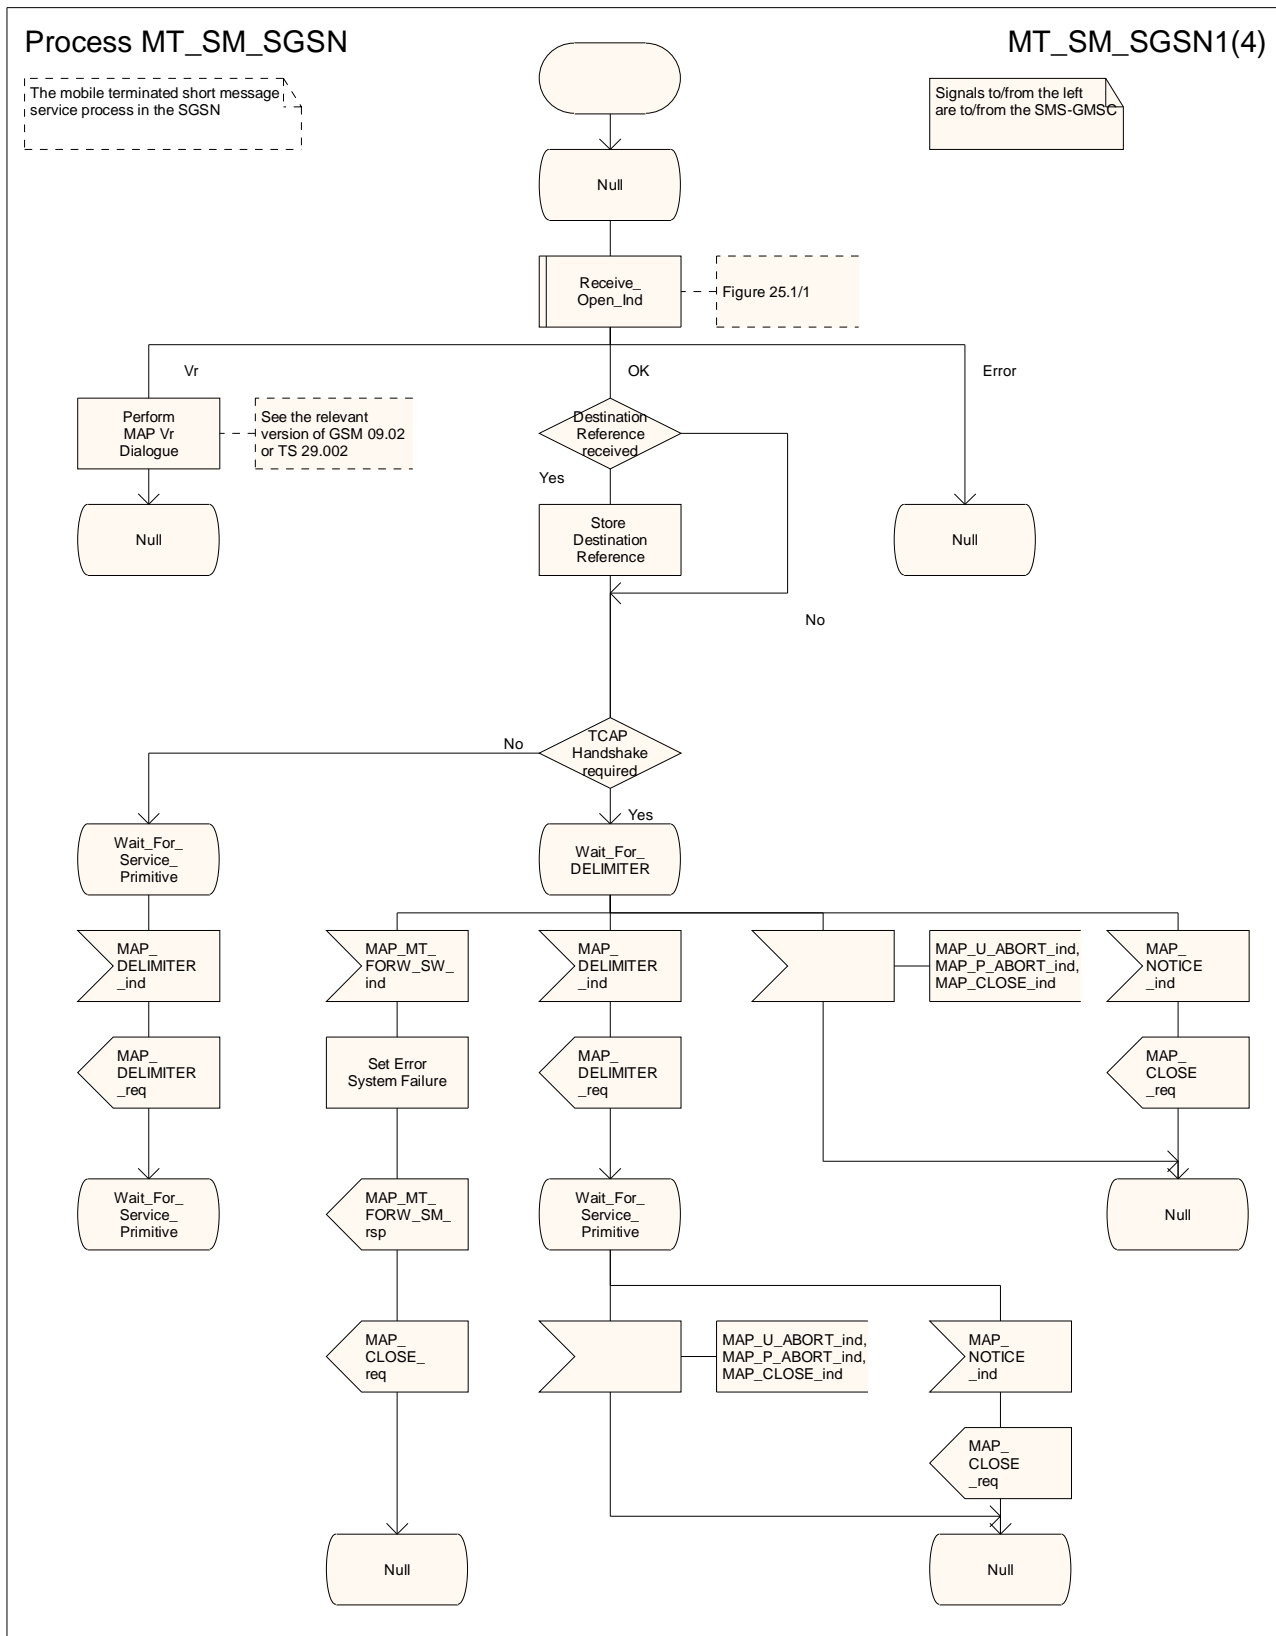 Process MT_SM_SGSN
MT_SM_SGSN1(4)
The mobile terminated short message
service process in the SGSN
Signals to/from the left
are to/from the SMS-GMSC
Null
Receive_
Open_Ind
Figure 25.1/1
Vr
OK
Error
Perform
MAP Vr
Dialogue
See the relevant
version of GSM 09.02
or TS 29.002
Destination
Reference
received
Yes
Null
Store
Destination
Reference
Null
No
TCAP
Handshake
required
No
Yes
Wait_For_
Service_
Primitive
Wait_For_
DELIMITER
MAP_
DELIMITER
_ind
MAP_MT_
FORW_SW_
ind
MAP_
DELIMITER
_ind
MAP_U_ABORT_ind,
MAP_P_ABORT_ind,
MAP_CLOSE_ind
MAP_
NOTICE
_ind
MAP_
DELIMITER
_req
Set Error
System Failure
MAP_
DELIMITER
_req
MAP_
CLOSE
_req
Wait_For_
Service_
Primitive
MAP_MT_
FORW_SM_
rsp
Wait_For_
Service_
Primitive
Null
MAP_
CLOSE_
req
MAP_U_ABORT_ind,
MAP_P_ABORT_ind,
MAP_CLOSE_ind
MAP_
NOTICE
_ind
MAP_
CLOSE
_req
Null
Null